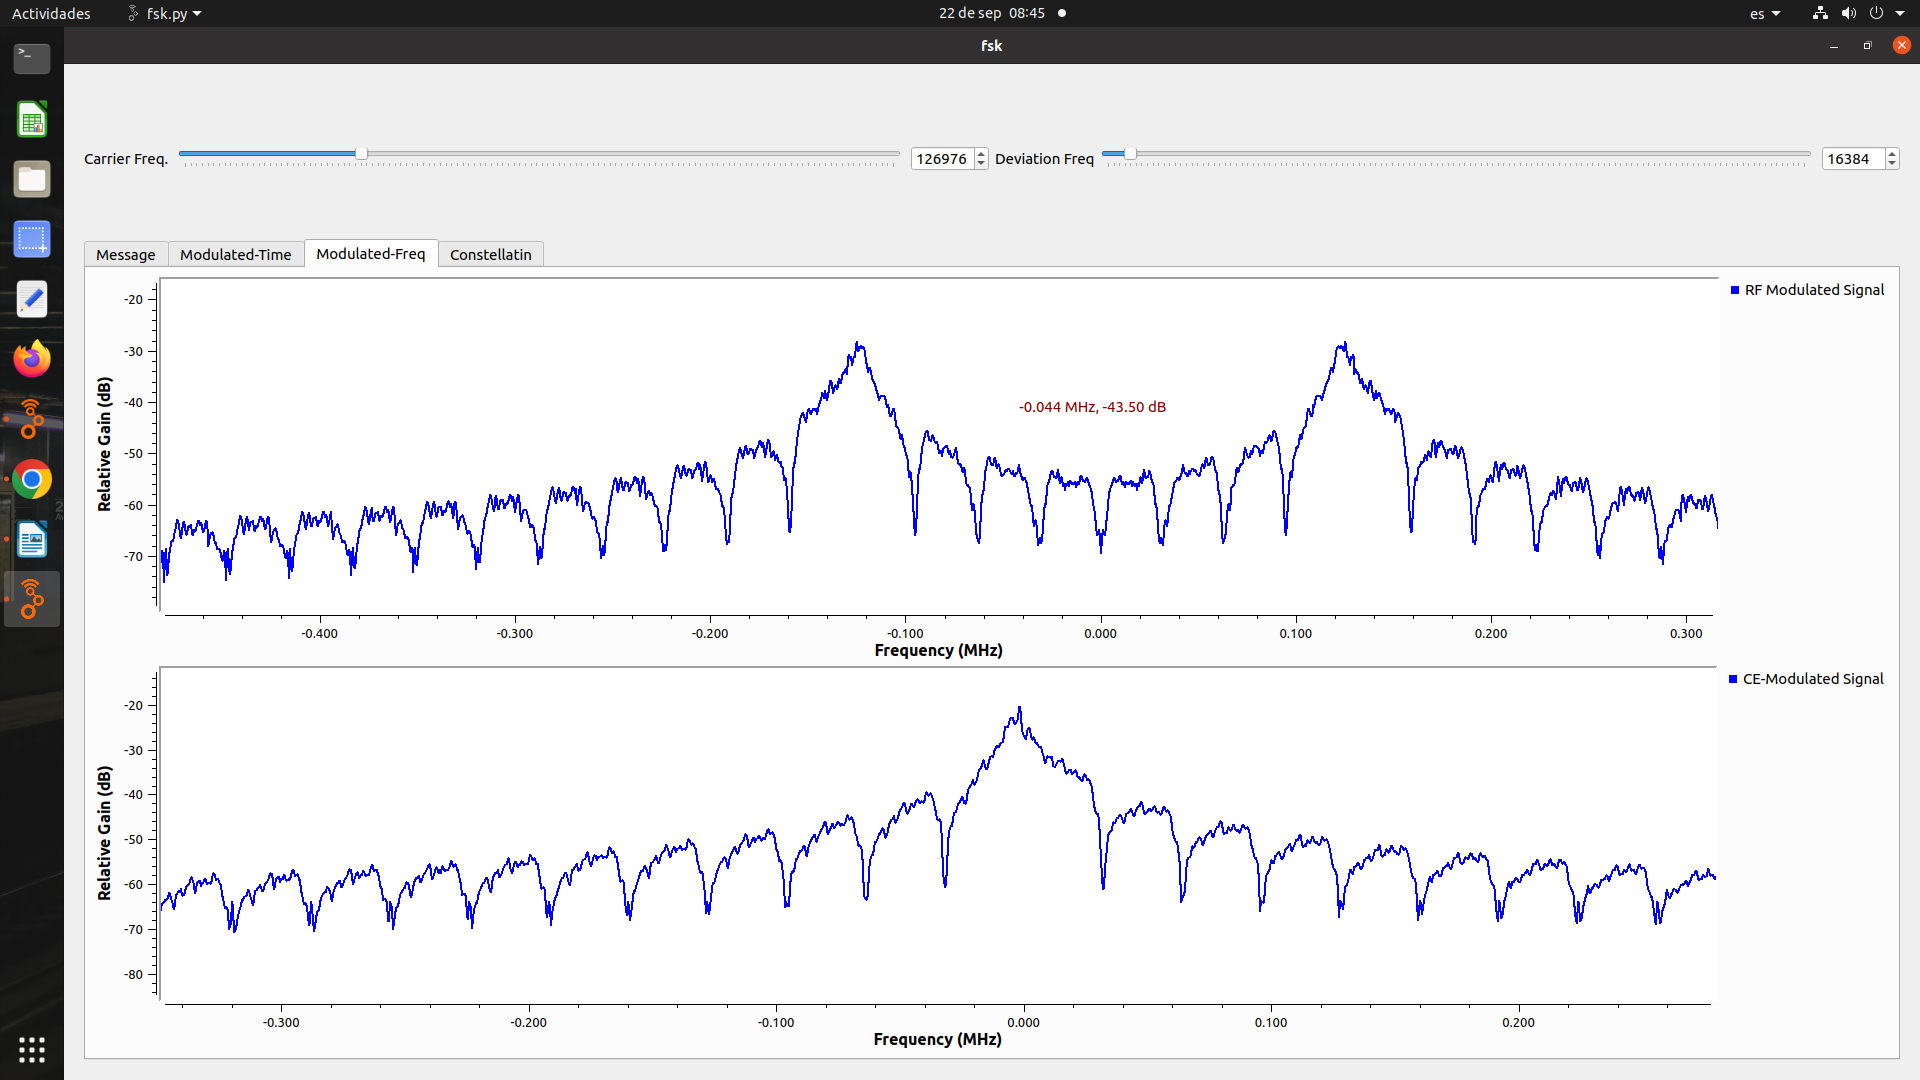 Actividades fsk.py 22 de sep 08:45 es
fsk
Carrier Freq. 126976 Deviation Freq 16384
Message Modulated-Time Modulated-Freq Constellatin
RF Modulated Signal
-20
-30
-40
-50
-60
-70
Relative Gain (dB)
-0.044 MHz, -43.50 dB
-0.400 -0.300 -0.200 -0.100 0.000 0.100 0.200 0.300
Frequency (MHz)
CE-Modulated Signal
-20
-30
-40
-50
-60
-70
-80
Relative Gain (dB)
-0.300 -0.200 -0.100 0.000 0.100 0.200
Frequency (MHz)